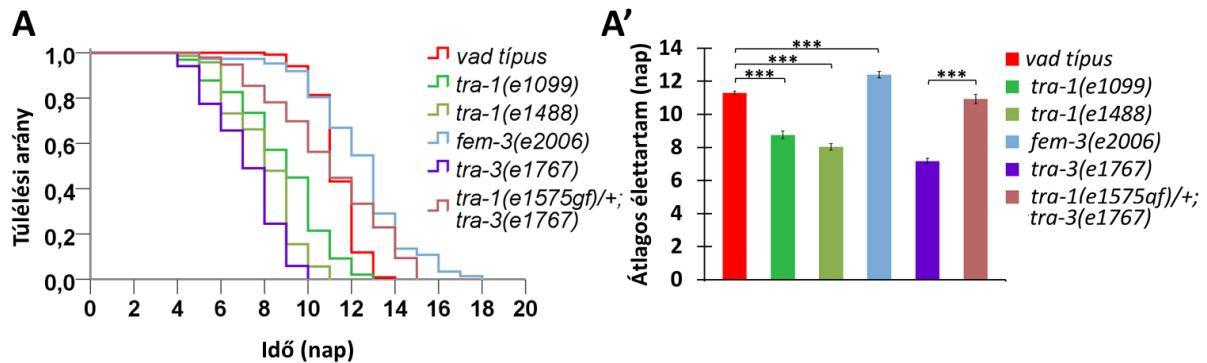 A
Túlélési arány
1,0
0,8
0,6
0,4
0,2
0,0
0 2 4 6 8 10 12 14 16 18 20
Idő (nap)
vad típus
tra-1(e1099)
tra-1(e1488)
fem-3(e2006)
tra-3(e1767)
tra-1(e1575gf)/+;
tra-3(e1767)
A'
Átlagos élettartam (nap)
14
12
10
8
6
4
2
0
***
***
***
***
vad típus
tra-1(e1099)
tra-1(e1488)
fem-3(e2006)
tra-3(e1767)
tra-1(e1575gf)/+;
tra-3(e1767)